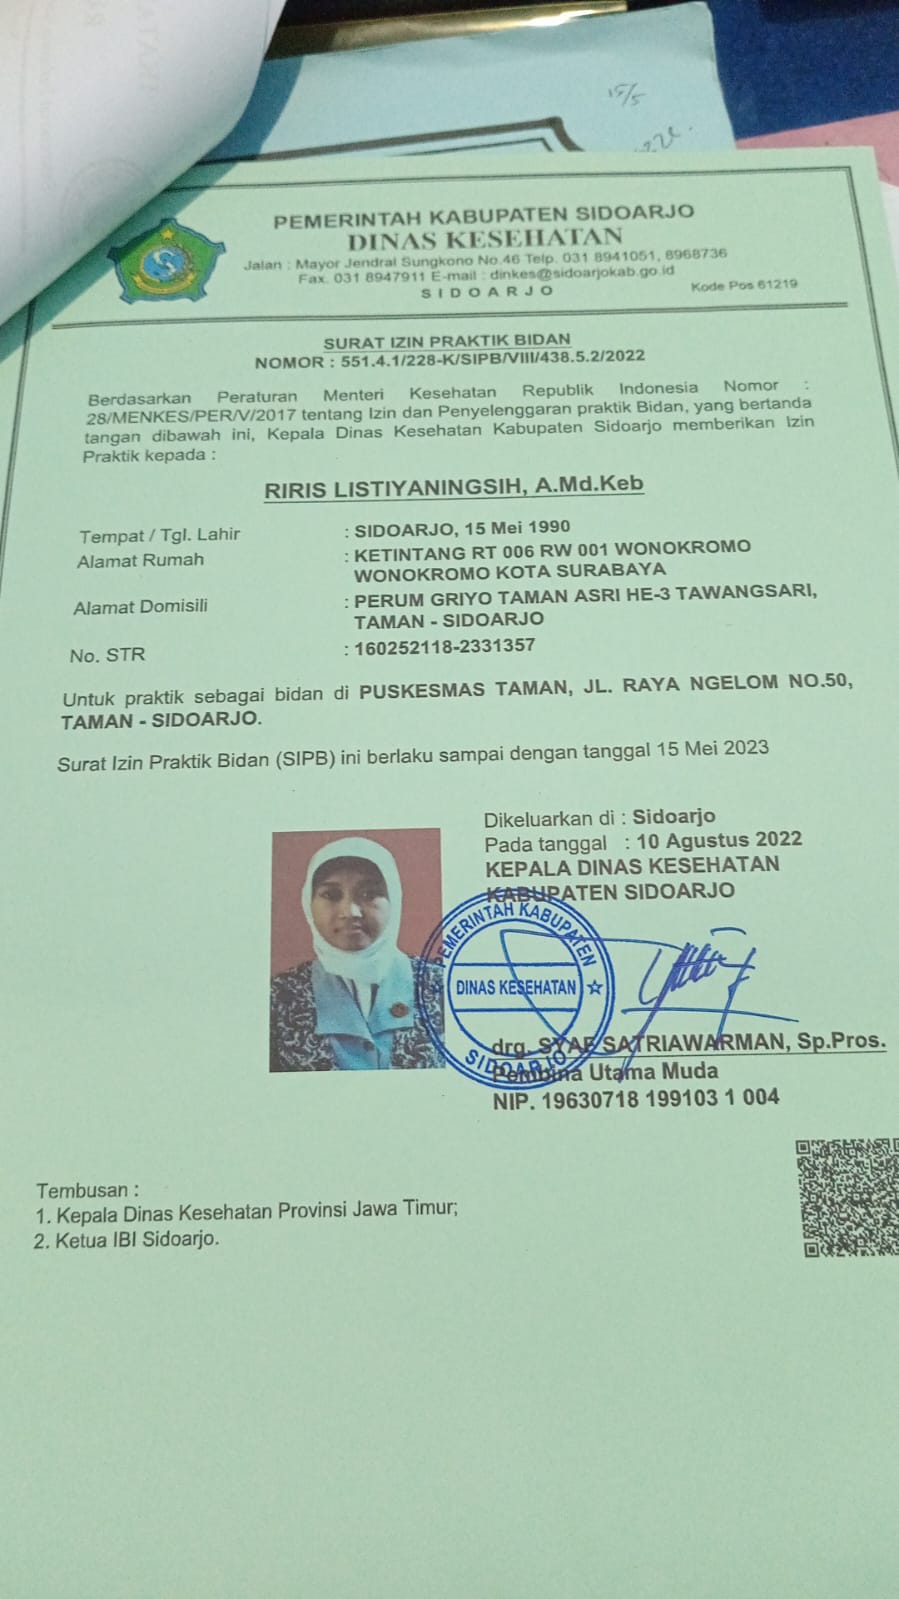 15/5
PEMERINTAH KABUPATEN SIDOARJO
DINAS KESEHATAN
Jalan : Mayor Jendral Sungkono No.46 Telp. 031 8941051, 8968736
Fax. 031 8947911 E-mail : dinkes@sidoarjokab.go.id
SIDOARJO
Kode Pos 61219
SURAT IZIN PRAKTIK BIDAN
NOMOR : 551.4.1/228-K/SIPB/VIII/438.5.2/2022
Berdasarkan Peraturan Menteri Kesehatan Republik Indonesia Nomor :
28/MENKES/PER/V/2017 tentang Izin dan Penyelenggaran praktik Bidan, yang bertanda
tangan dibawah ini, Kepala Dinas Kesehatan Kabupaten Sidoarjo memberikan Izin
Praktik kepada :
RIRIS LISTIYANINGSIH, A.Md.Keb
Tempat / Tgl. Lahir : SIDOARJO, 15 Mei 1990
Alamat Rumah : KETINTANG RT 006 RW 001 WONOKROMO
WONOKROMO KOTA SURABAYA
Alamat Domisili : PERUM GRIYO TAMAN ASRI HE-3 TAWANGSARI,
TAMAN - SIDOARJO
No. STR : 160252118-2331357
Untuk praktik sebagai bidan di PUSKESMAS TAMAN, JL. RAYA NGELOM NO.50,
TAMAN - SIDOARJO.
Surat Izin Praktik Bidan (SIPB) ini berlaku sampai dengan tanggal 15 Mei 2023
Dikeluarkan di : Sidoarjo
Pada tanggal : 10 Agustus 2022
KEPALA DINAS KESEHATAN
KABUPATEN SIDOARJO
PEMERINTAH KABUPATEN
DINAS KESEHATAN
SIDOARJO
drg. SYAF SATRIAWARMAN, Sp.Pros.
Pembina Utama Muda
NIP. 19630718 199103 1 004
Tembusan :
1. Kepala Dinas Kesehatan Provinsi Jawa Timur;
2. Ketua IBI Sidoarjo.